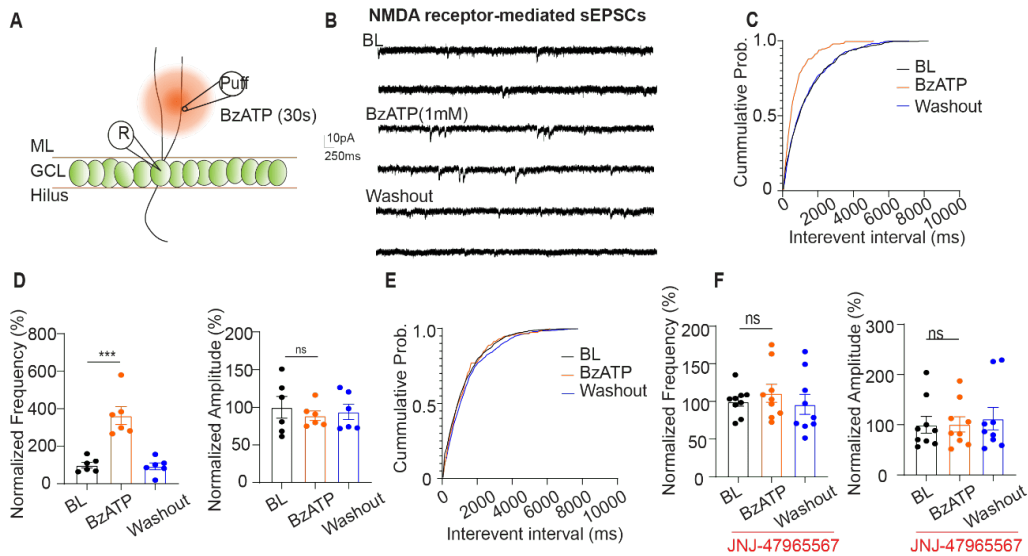 A
Puff
BzATP (30s)
R
ML
GCL
Hilus
B
NMDA receptor-mediated sEPSCs
BL
BzATP(1mM)
10pA
250ms
Washout
C
Cummulative Prob.
1.0
0.5
0
0
2000
4000
6000
8000
10000
Interevent interval (ms)
BL
BzATP
Washout
D
Normalized Frequency (%)
800
600
400
200
0
***
BL
BzATP
Washout
Normalized Amplitude (%)
200
150
100
50
0
ns
BL
BzATP
Washout
E
Cummulative Prob.
1.0
0.5
0
0
2000
4000
6000
8000
10000
Interevent interval (ms)
BL
BzATP
Washout
F
Normalized Frequency (%)
200
150
100
50
0
ns
BL
BzATP
Washout
JNJ-47965567
Normalized Amplitude (%)
300
200
100
0
ns
BL
BzATP
Washout
JNJ-47965567